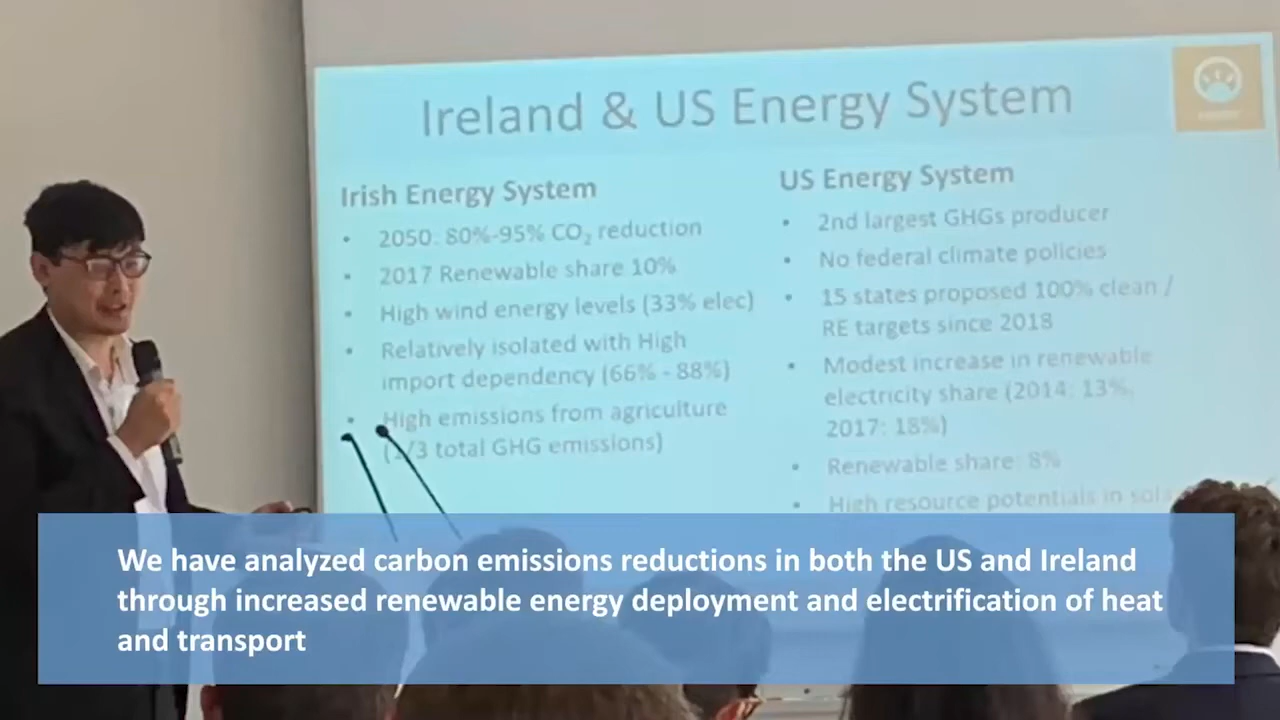 Ireland & US Energy System
Irish Energy System
• 2050: 80%-95% CO₂ reduction
• 2017 Renewable share 10%
• High wind energy levels (33% elec)
• Relatively isolated with High
import dependency (66% - 88%)
• High emissions from agriculture
(1/3 total GHG emissions)
US Energy System
• 2nd largest GHGs producer
• No federal climate policies
• 15 states proposed 100% clean /
RE targets since 2018
• Modest increase in renewable
electricity share (2014: 13%,
2017: 18%)
• Renewable share: 8%
• High resource potentials in
We have analyzed carbon emissions reductions in both the US and Ireland
through increased renewable energy deployment and electrification of heat
and transport